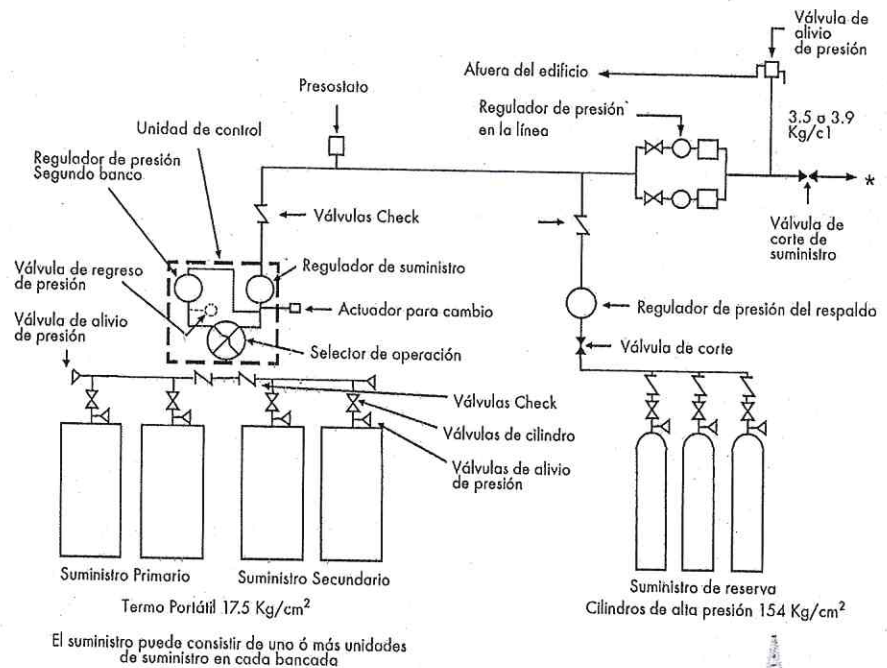 Válvula de
alivio
de presión
Afuera del edificio
Presostato
Regulador de presión
en la línea
3.5 a 3.9
Kg/c1
Unidad de control
Regulador de presión
Segundo banco
*
Válvulas Check
Válvula de
corte de
suministro
Válvula de regreso
de presión
Regulador de suministro
Válvula de alivio
de presión
Actuador para cambio
Regulador de presión del respaldo
Selector de operación
Válvula de corte
Válvulas Check
Válvulas de cilindro
Válvulas de alivio
de presión
Suministro Primario
Suministro Secundario
Suministro de reserva
Termo Portátil 17.5 Kg/cm²
Cilindros de alta presión 154 Kg/cm²
El suministro puede consistir de uno ó más unidades
de suministro en cada bancada